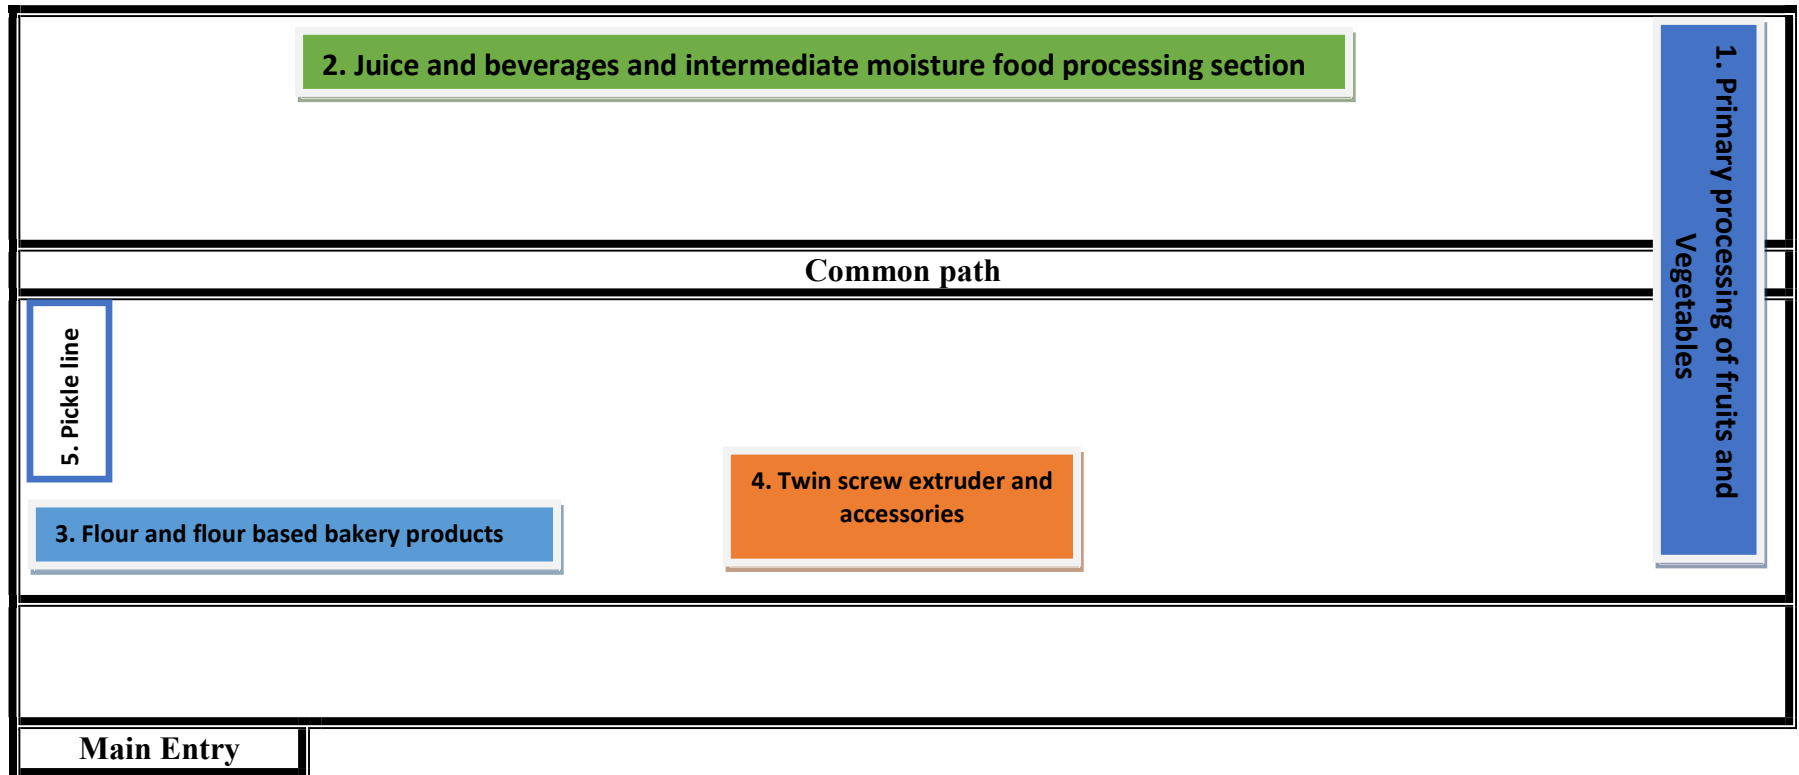 2. Juice and beverages and intermediate moisture food processing section
1. Primary processing of fruits and
Vegetables
Common path
5. Pickle line
4. Twin screw extruder and
accessories
3. Flour and flour based bakery products
Main Entry